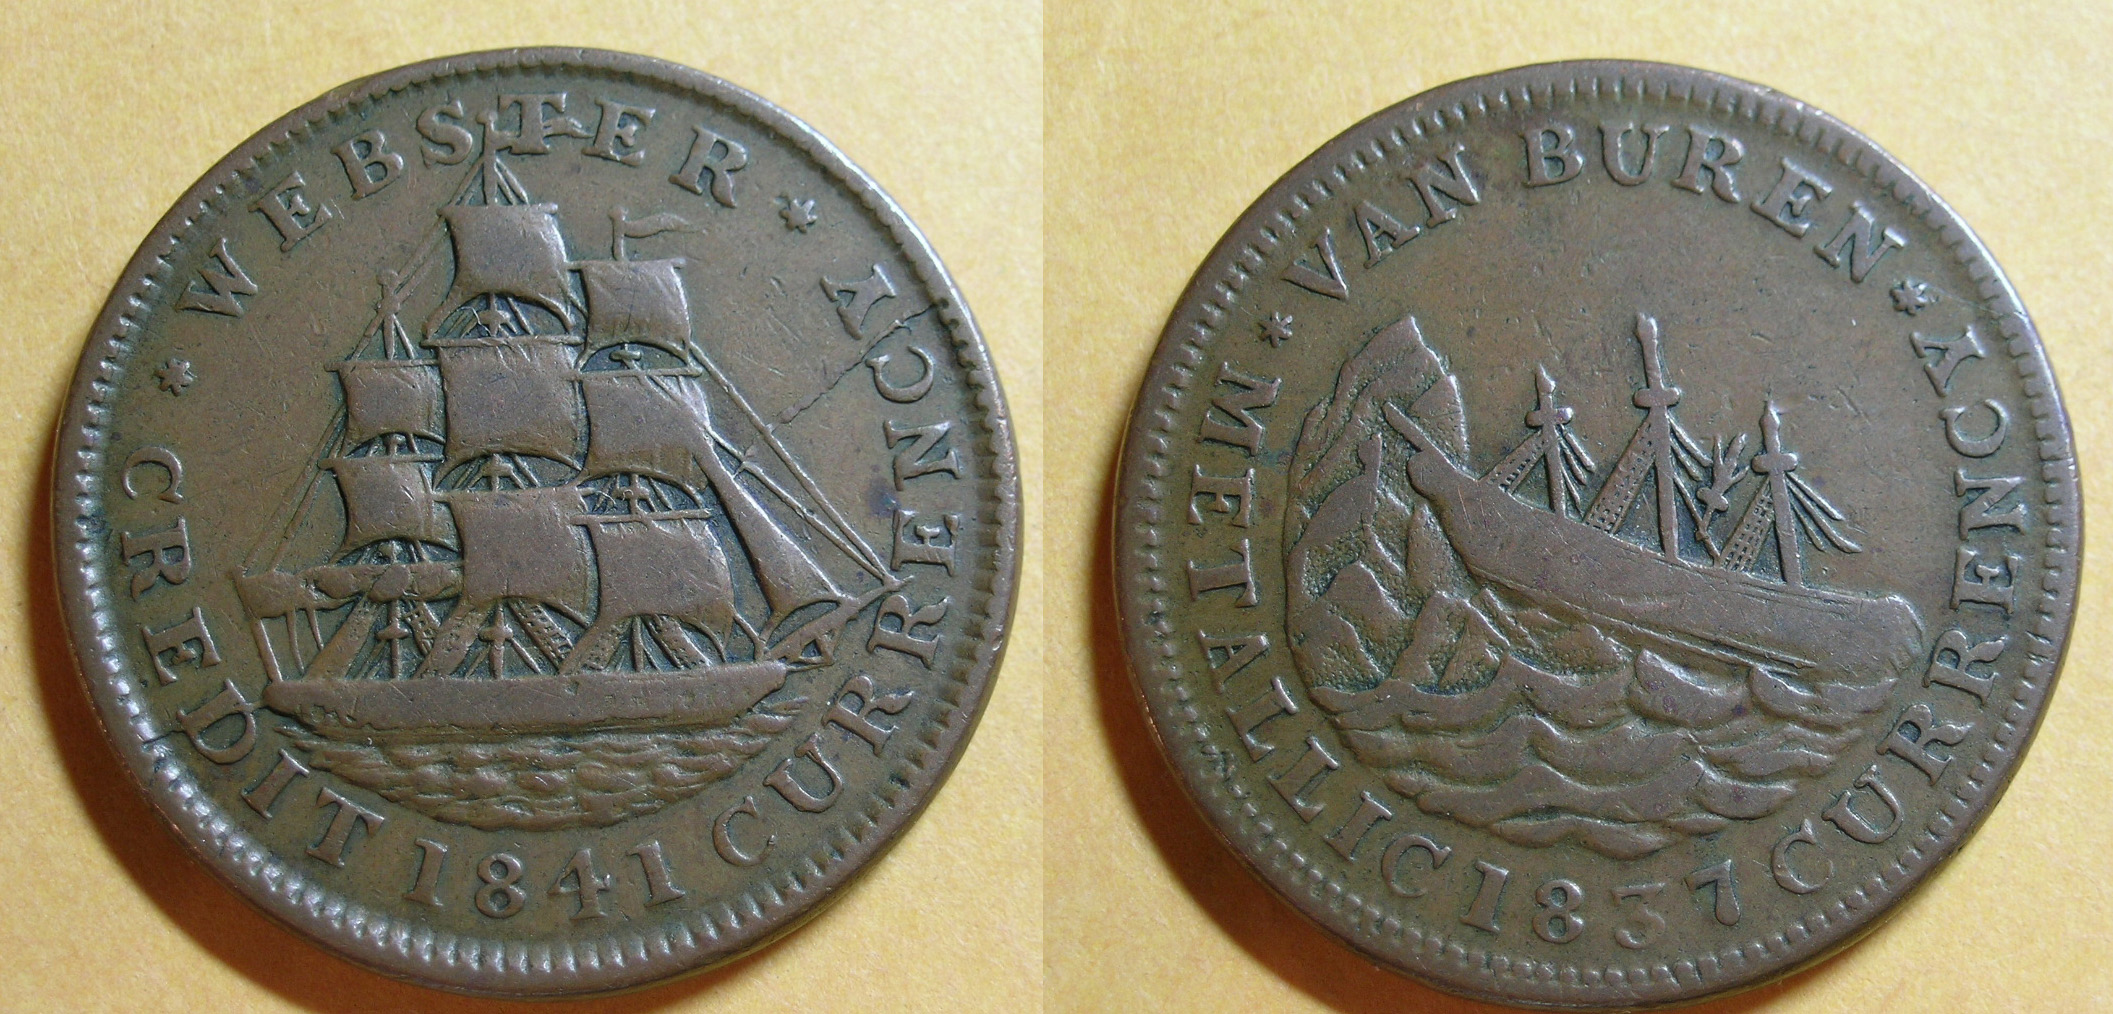 * WEBSTER *
CREDIT 1841 CURRENCY
* VAN BUREN *
METALLIC 1837 CURRENCY